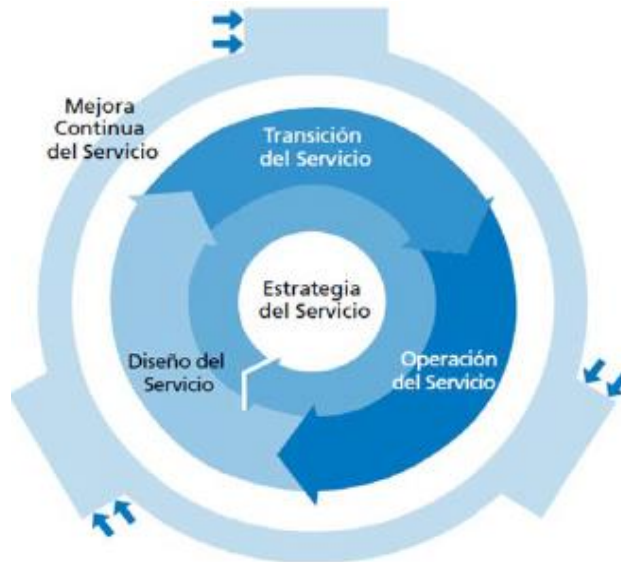 Mejora
Continua
del Servicio
Transición
del Servicio
Estrategia
del Servicio
Diseño del
Servicio
Operación
del Servicio